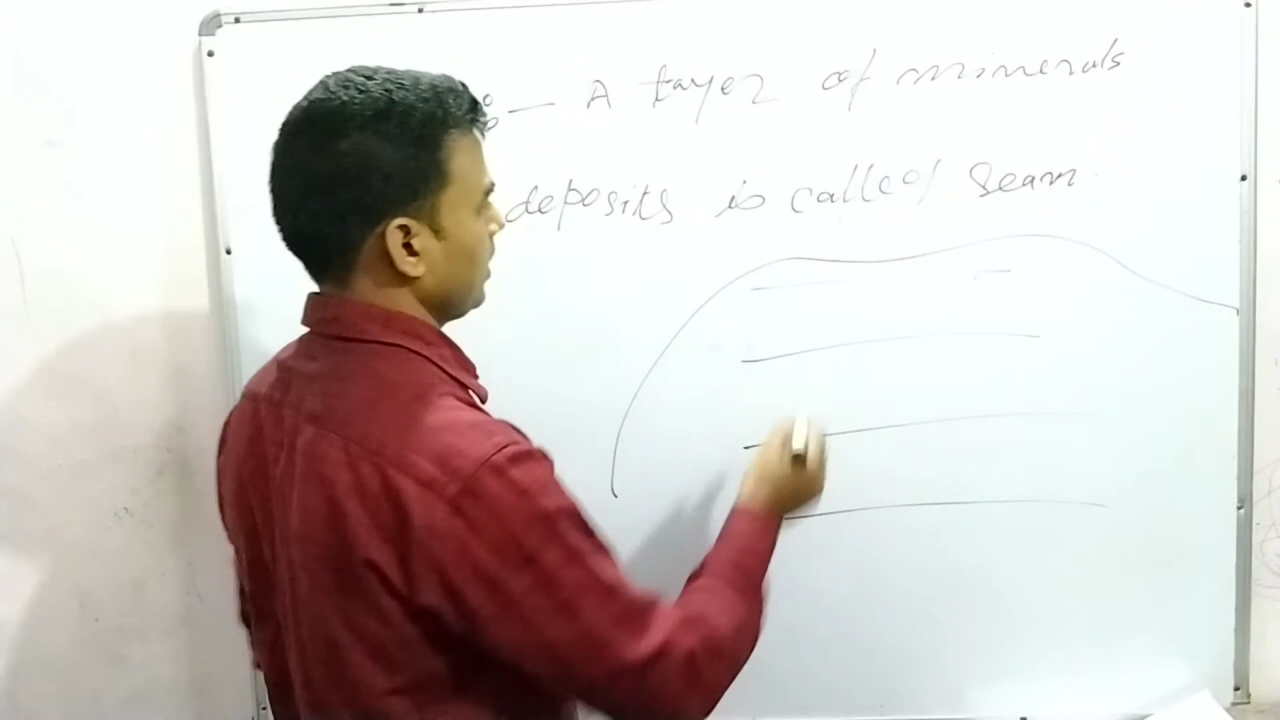 :— A layer of minerals
deposits is called seam.